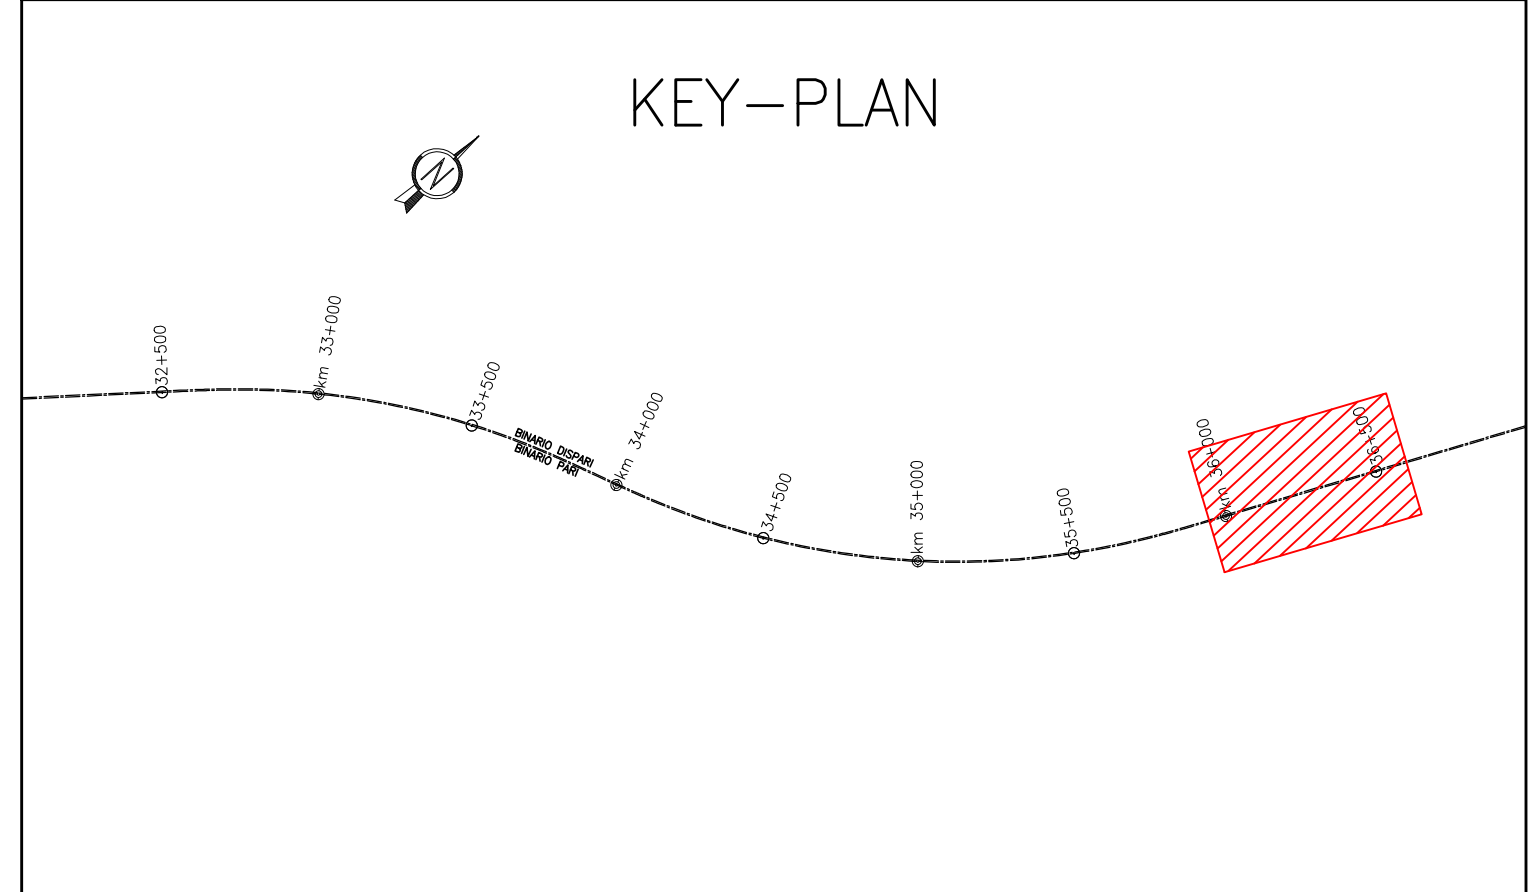 KEY-PLAN
N
32+500
km 33+000
33+500
BINARIO DISPARI
BINARIO PARI
km 34+000
34+500
km 35+000
35+500
km 36+000
36+500